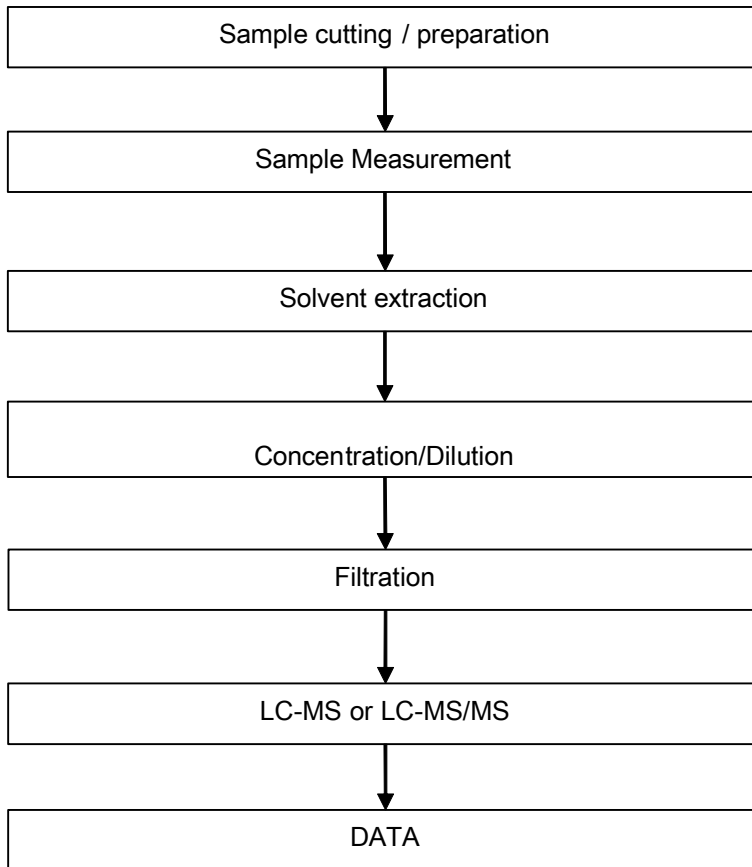 Sample cutting / preparation
Sample Measurement
Solvent extraction
Concentration/Dilution
Filtration
LC-MS or LC-MS/MS
DATA